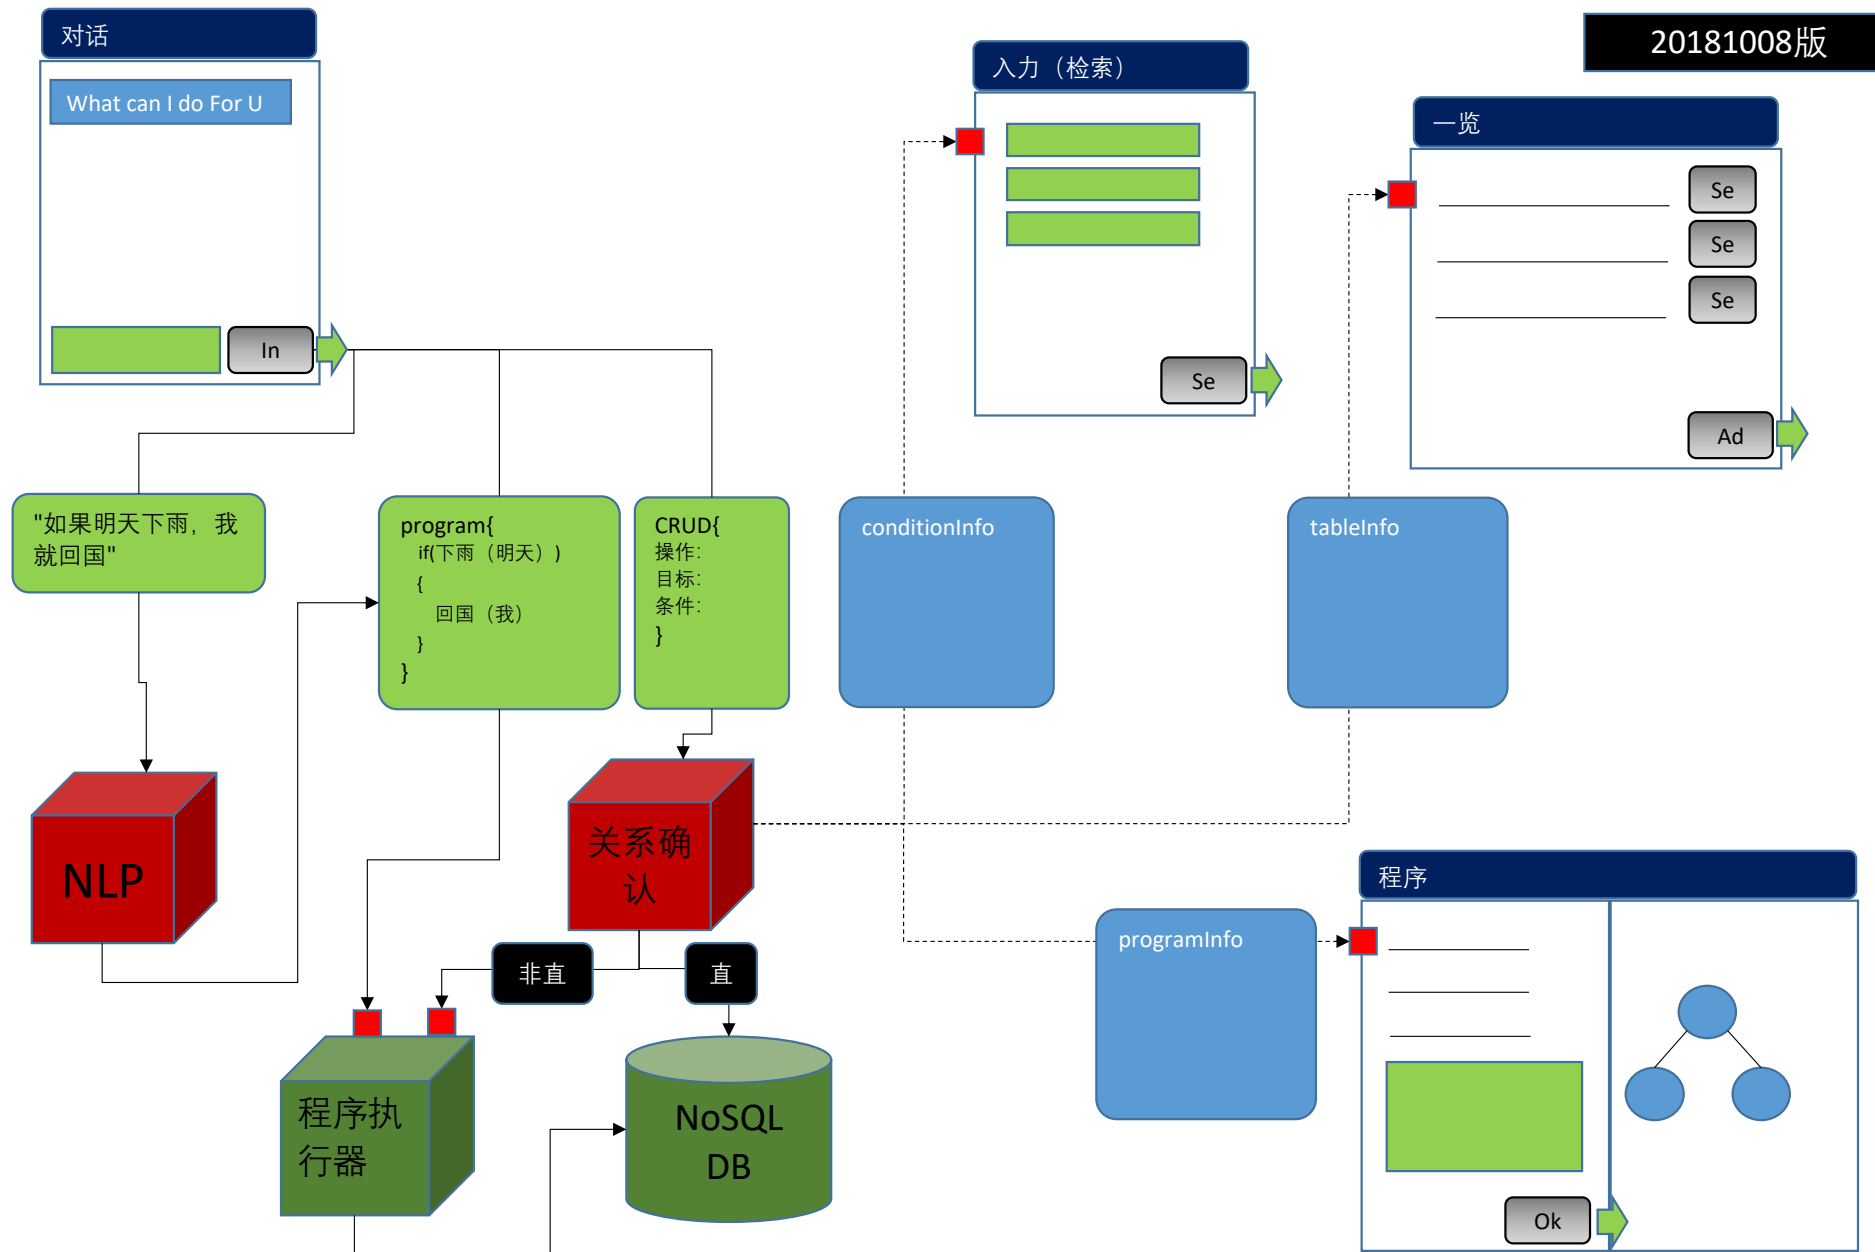 对话
What can I do For U
In
入力（检索）
Se
20181008版
一览
Se
Se
Se
Ad
"如果明天下雨，我
就回国"
program{
if(下雨（明天）)
{
回国（我）
}
}
CRUD{
操作：
目标：
条件：
}
conditionInfo
tableInfo
NLP
关系确
认
非直
直
程序执
行器
NoSQL
DB
programInfo
程序
Ok